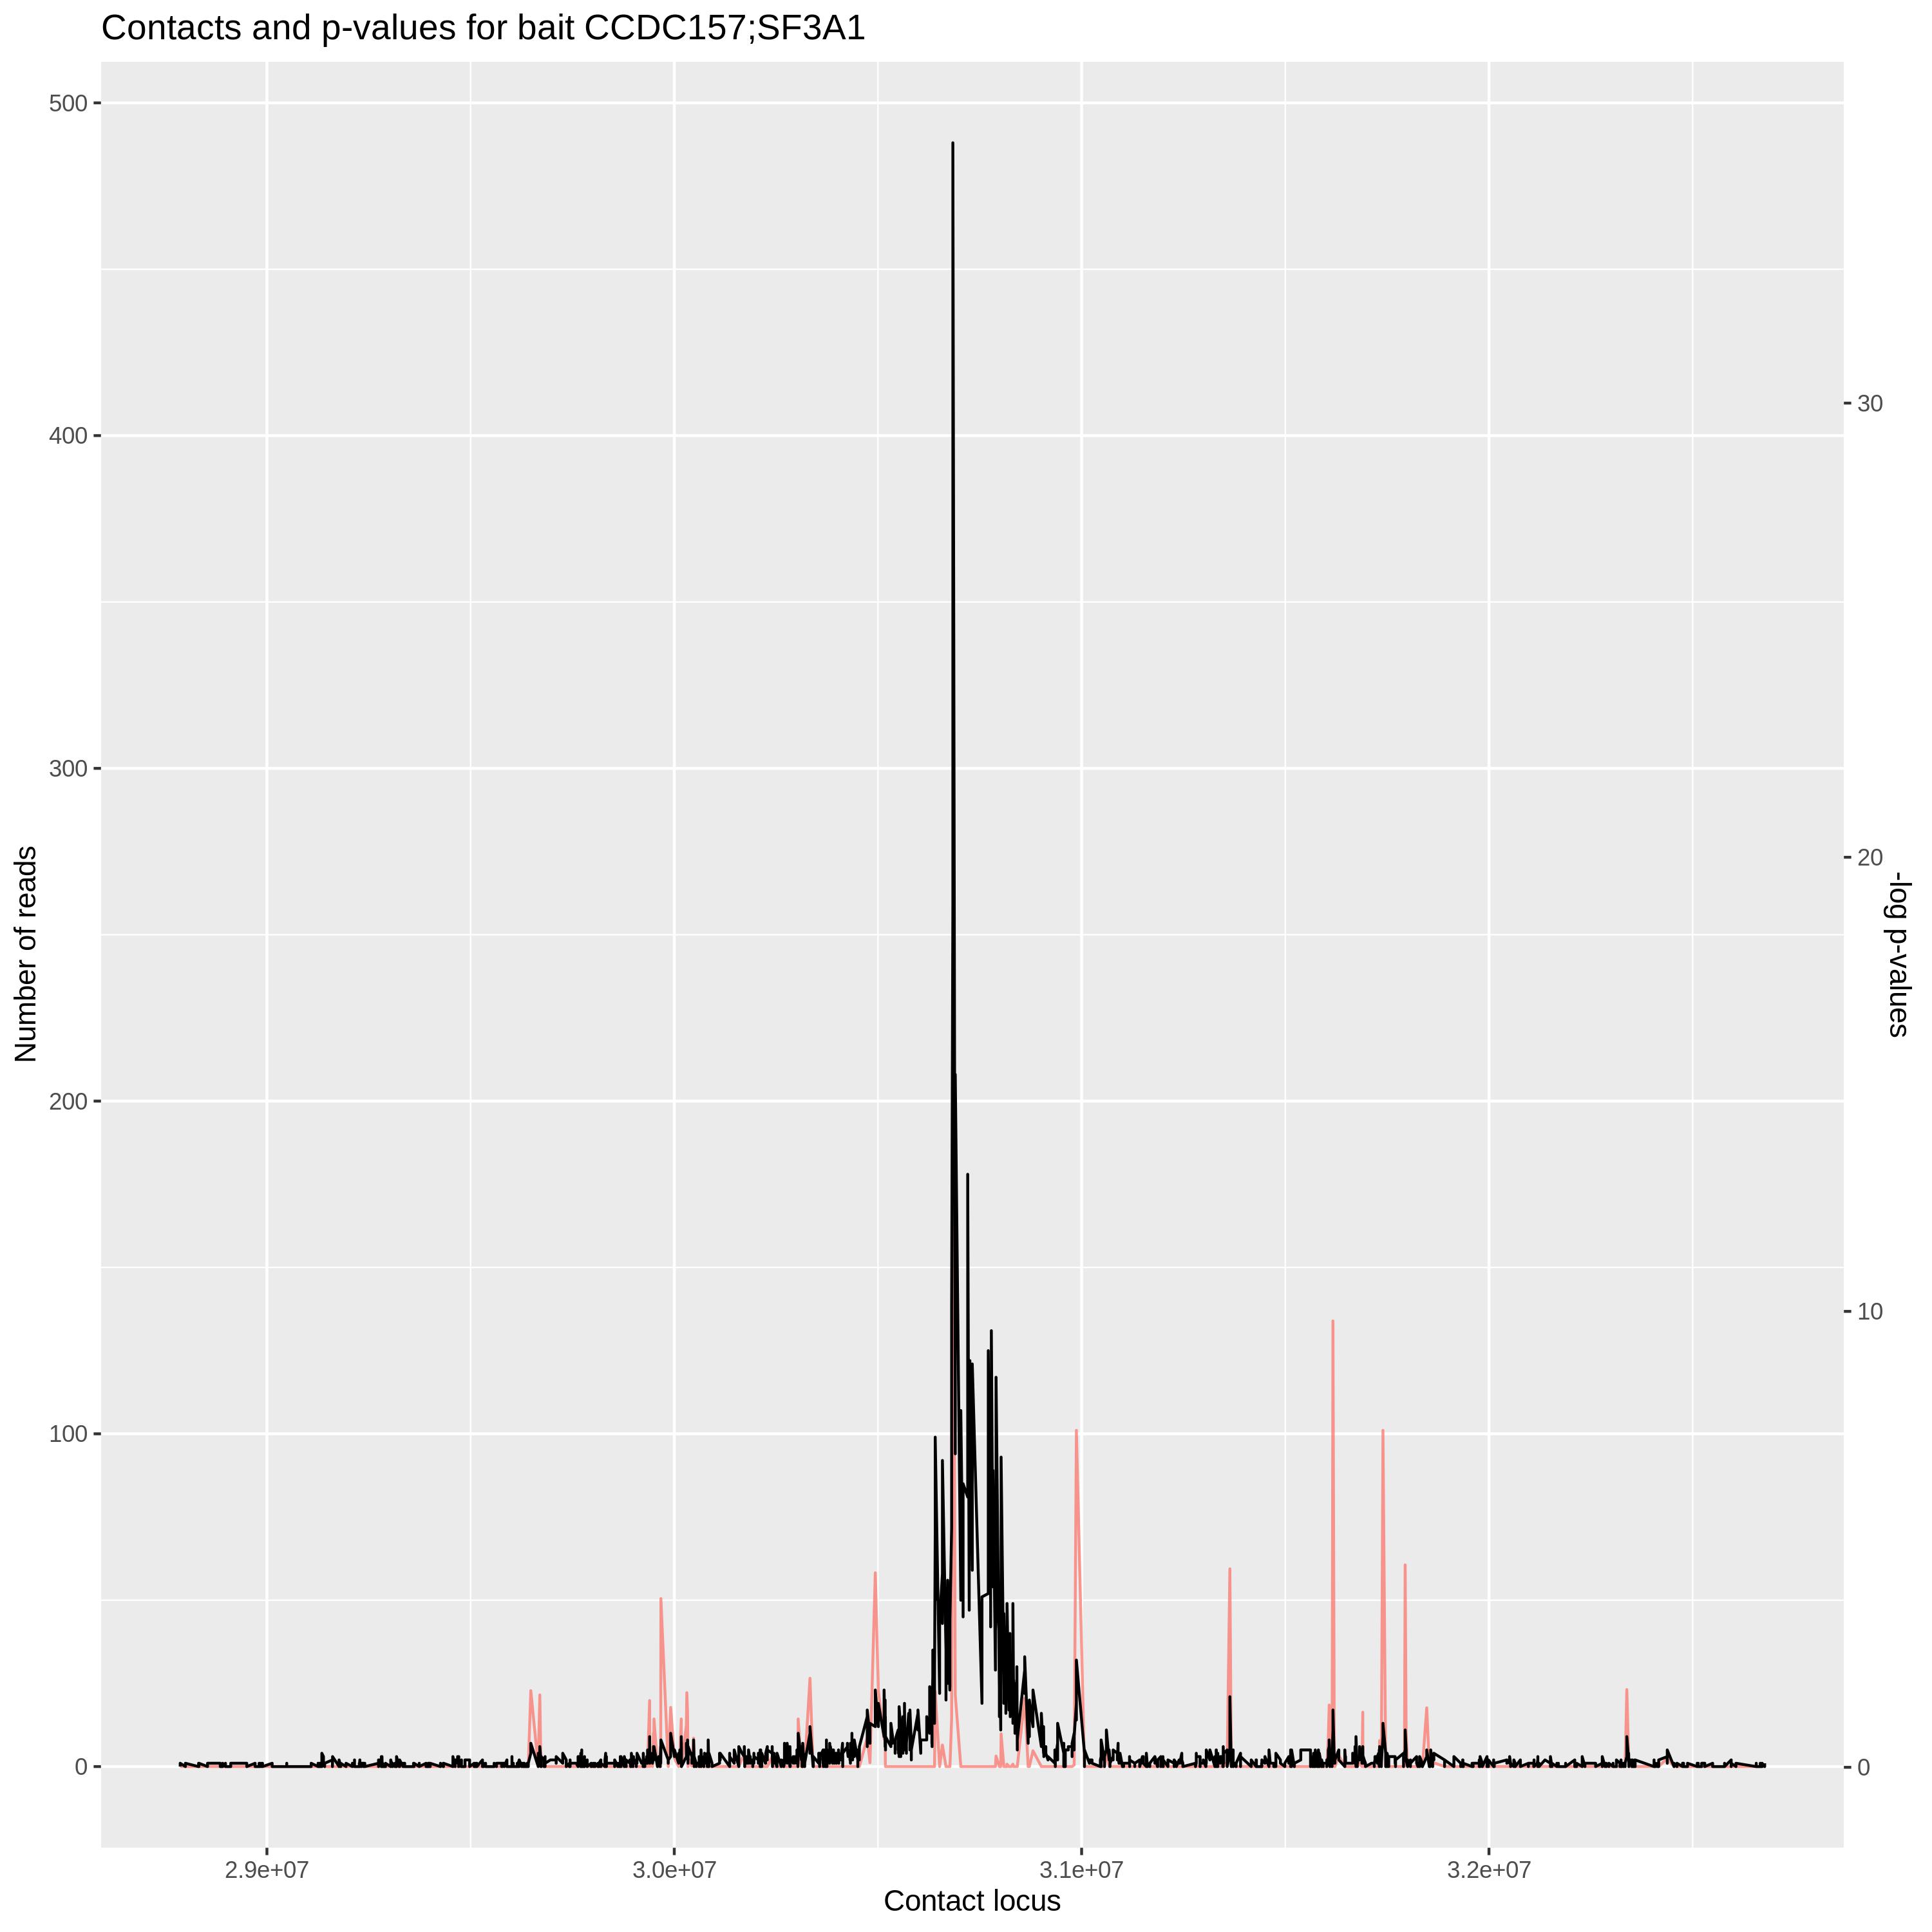 Contacts and p-values for bait CCDC157;SF3A1
500
400
300
200
100
0
Number of reads
30
20
10
0
-log p-values
2.9e+07
3.0e+07
3.1e+07
3.2e+07
Contact locus